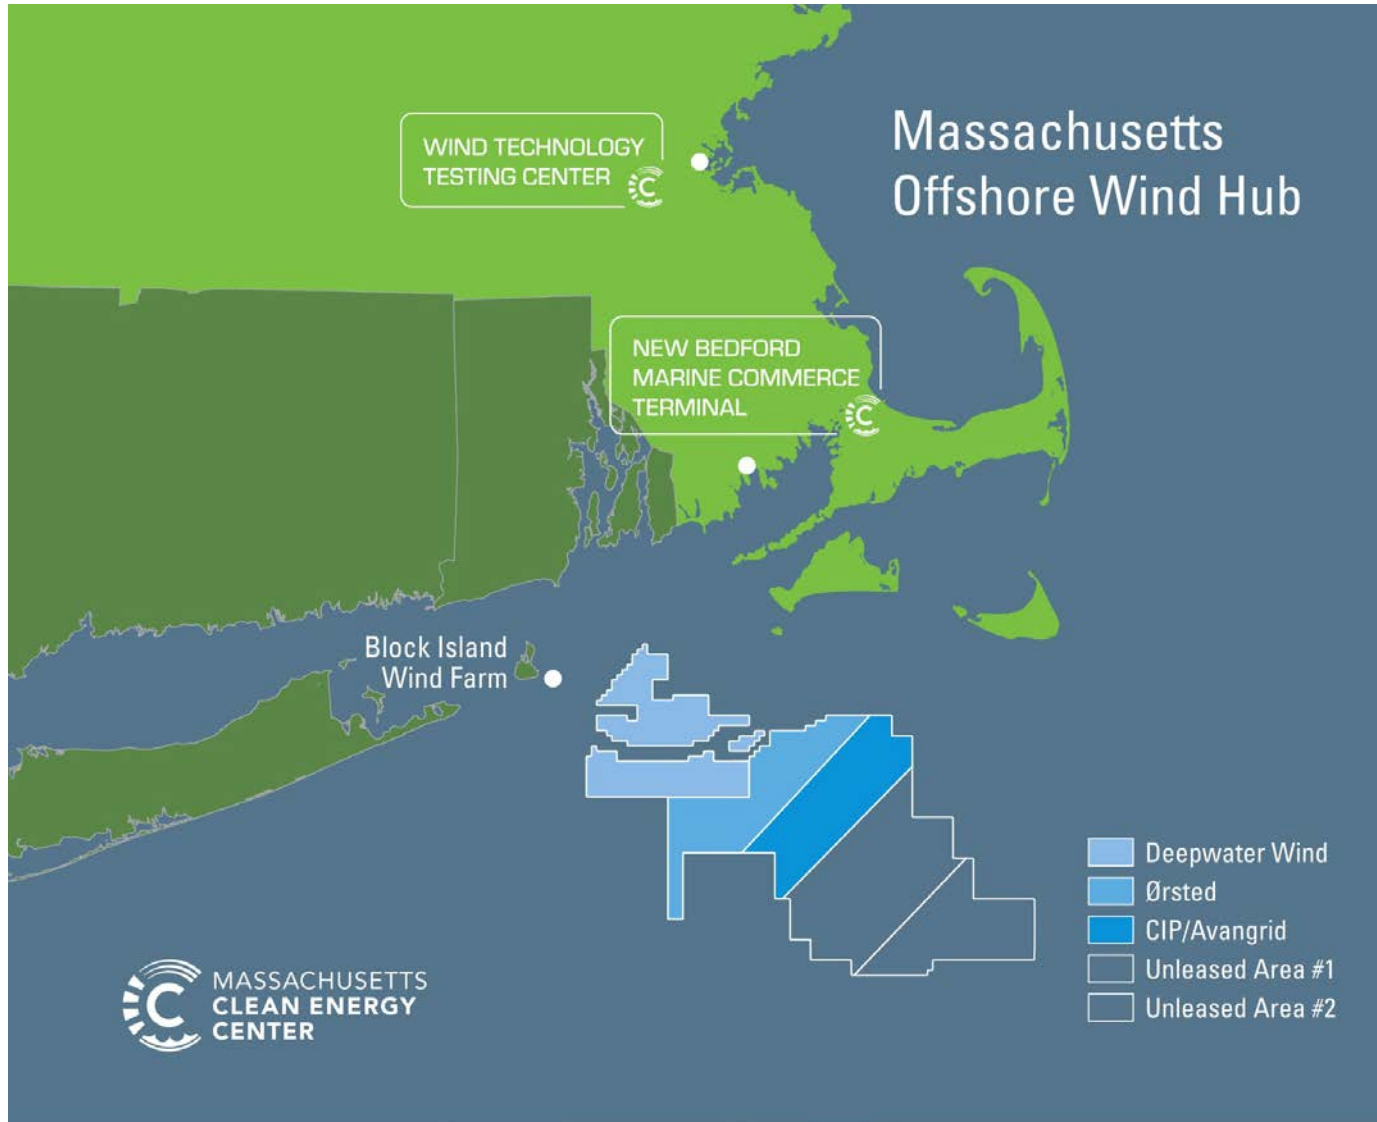 Massachusetts
Offshore Wind Hub
WIND TECHNOLOGY
TESTING CENTER
C
NEW BEDFORD
MARINE COMMERCE
TERMINAL
C
Block Island
Wind Farm
Deepwater Wind
Ørsted
CIP/Avangrid
Unleased Area #1
Unleased Area #2
C
MASSACHUSETTS
CLEAN ENERGY
CENTER